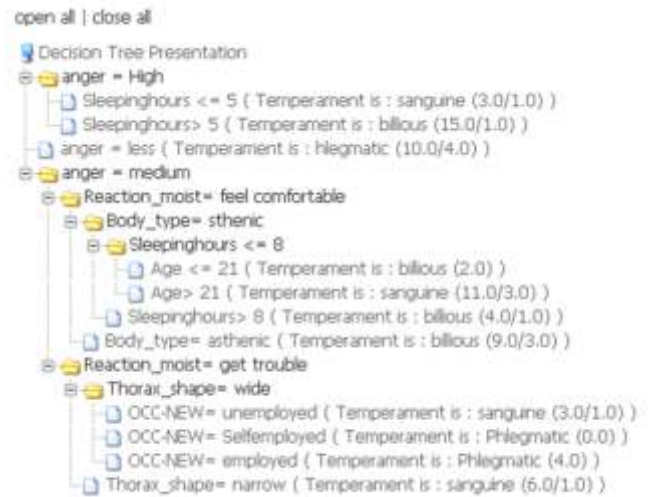 open all | close all
Decision Tree Presentation
anger = High
Sleepinghours <= 5 ( Temperament is : sanguine (3.0/1.0) )
Sleepinghours> 5 ( Temperament is : billious (15.0/1.0) )
anger = less ( Temperament is : hlegmatic (10.0/4.0) )
anger = medium
Reaction_moist= feel comfortable
Body_type= sthenic
Sleepinghours <= 8
Age <= 21 ( Temperament is : billious (2.0) )
Age> 21 ( Temperament is : sanguine (11.0/3.0) )
Sleepinghours> 8 ( Temperament is : billious (4.0/1.0) )
Body_type= asthenic ( Temperament is : billious (9.0/3.0) )
Reaction_moist= get trouble
Thorax_shape= wide
OCC-NEW= unemployed ( Temperament is : sanguine (3.0/1.0) )
OCC-NEW= Selfemployed ( Temperament is : Phlegmatic (0.0) )
OCC-NEW= employed ( Temperament is : Phlegmatic (4.0) )
Thorax_shape= narrow ( Temperament is : sanguine (6.0/1.0) )